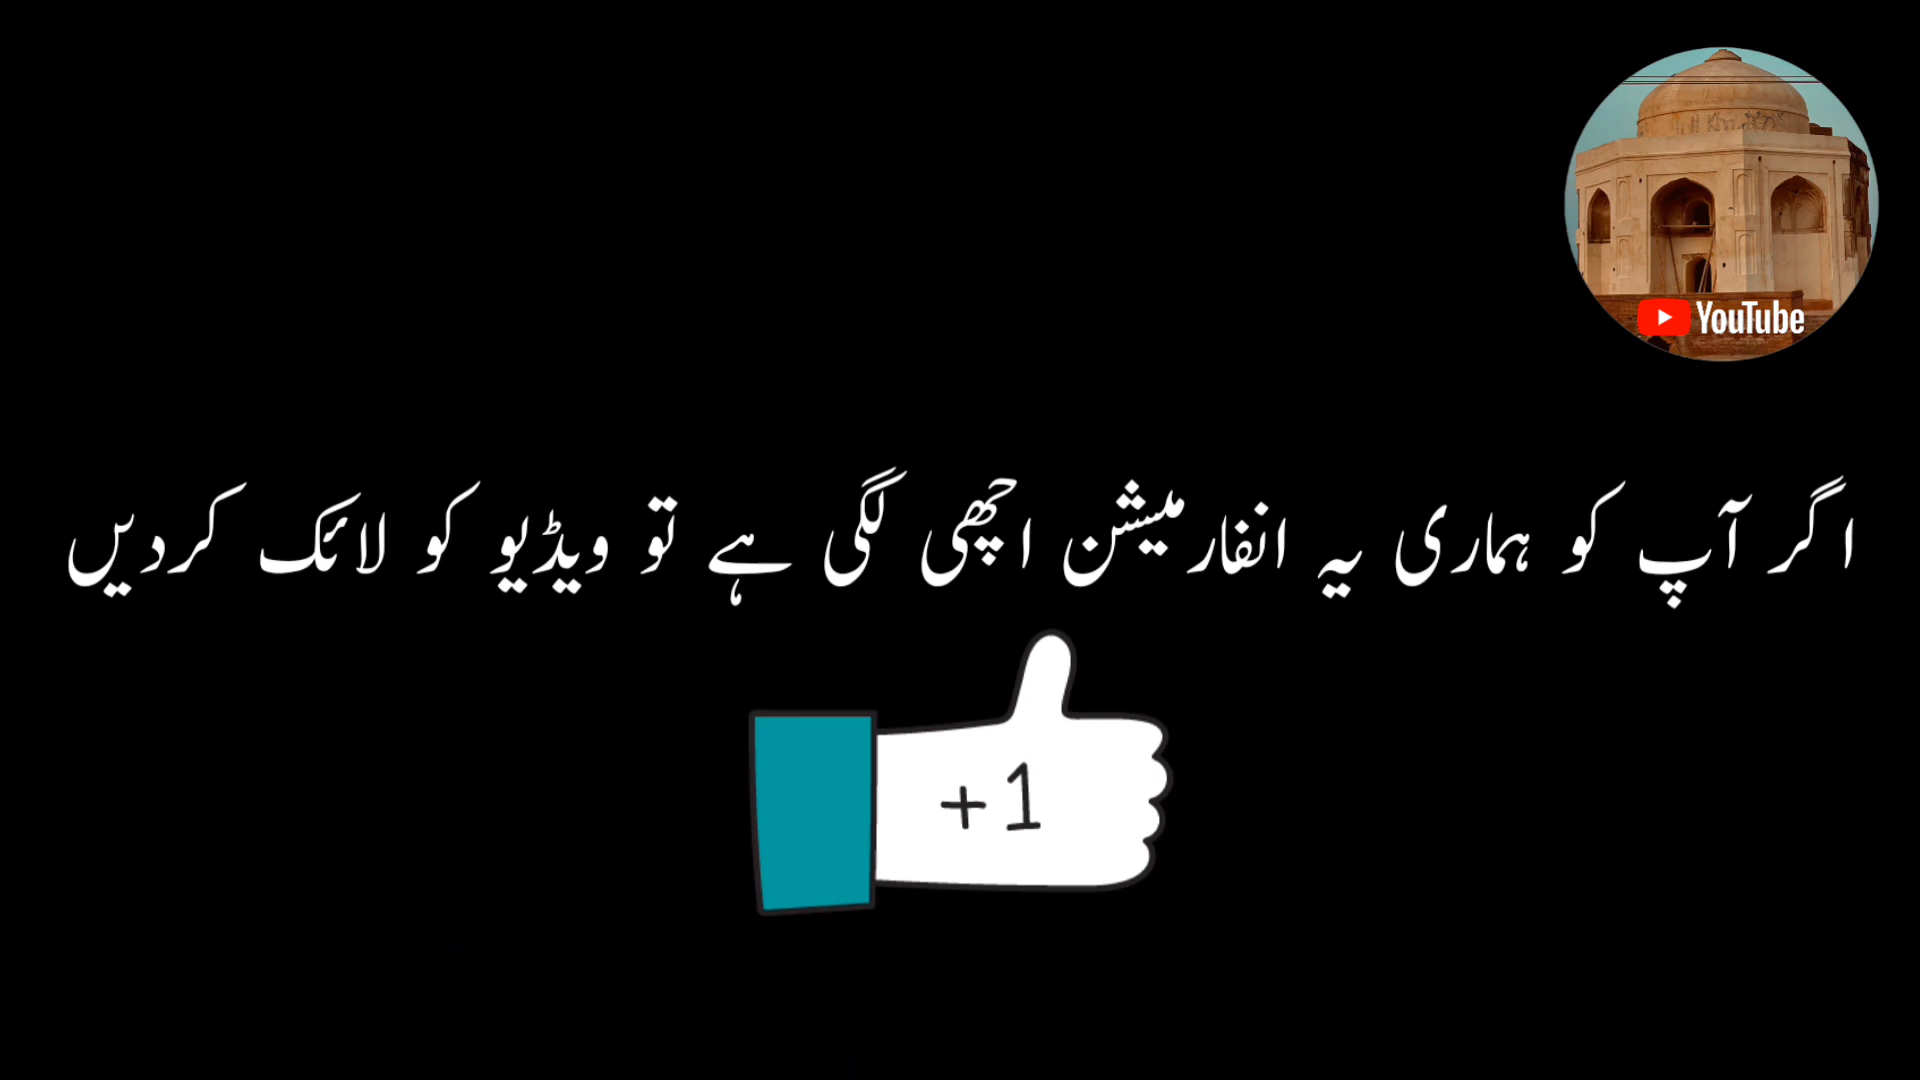 YouTube
اگر آپ کو ہماری یہ انفارمیشن اچھی لگی ہے تو ویڈیو کو لائک کردیں
+1